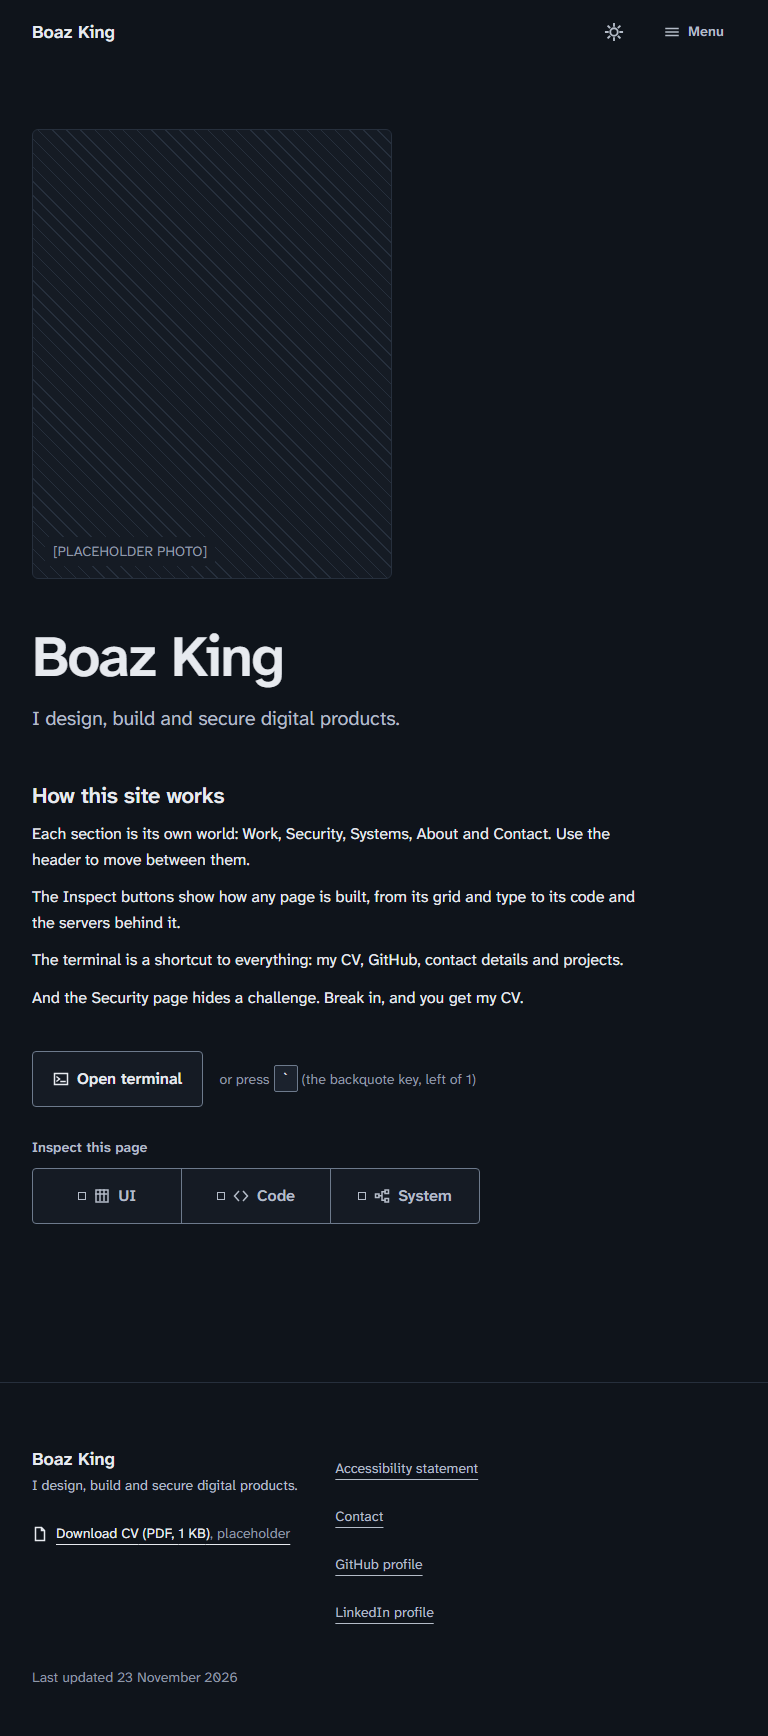 Boaz King
Menu
[PLACEHOLDER PHOTO]
Boaz King
I design, build and secure digital products.
How this site works
Each section is its own world: Work, Security, Systems, About and Contact. Use the
header to move between them.
The Inspect buttons show how any page is built, from its grid and type to its code and
the servers behind it.
The terminal is a shortcut to everything: my CV, GitHub, contact details and projects.
And the Security page hides a challenge. Break in, and you get my CV.
Open terminal
or press ` (the backquote key, left of 1)
Inspect this page
UI
Code
System
Boaz King
I design, build and secure digital products.
Download CV (PDF, 1 KB), placeholder
Accessibility statement
Contact
GitHub profile
LinkedIn profile
Last updated 23 November 2026